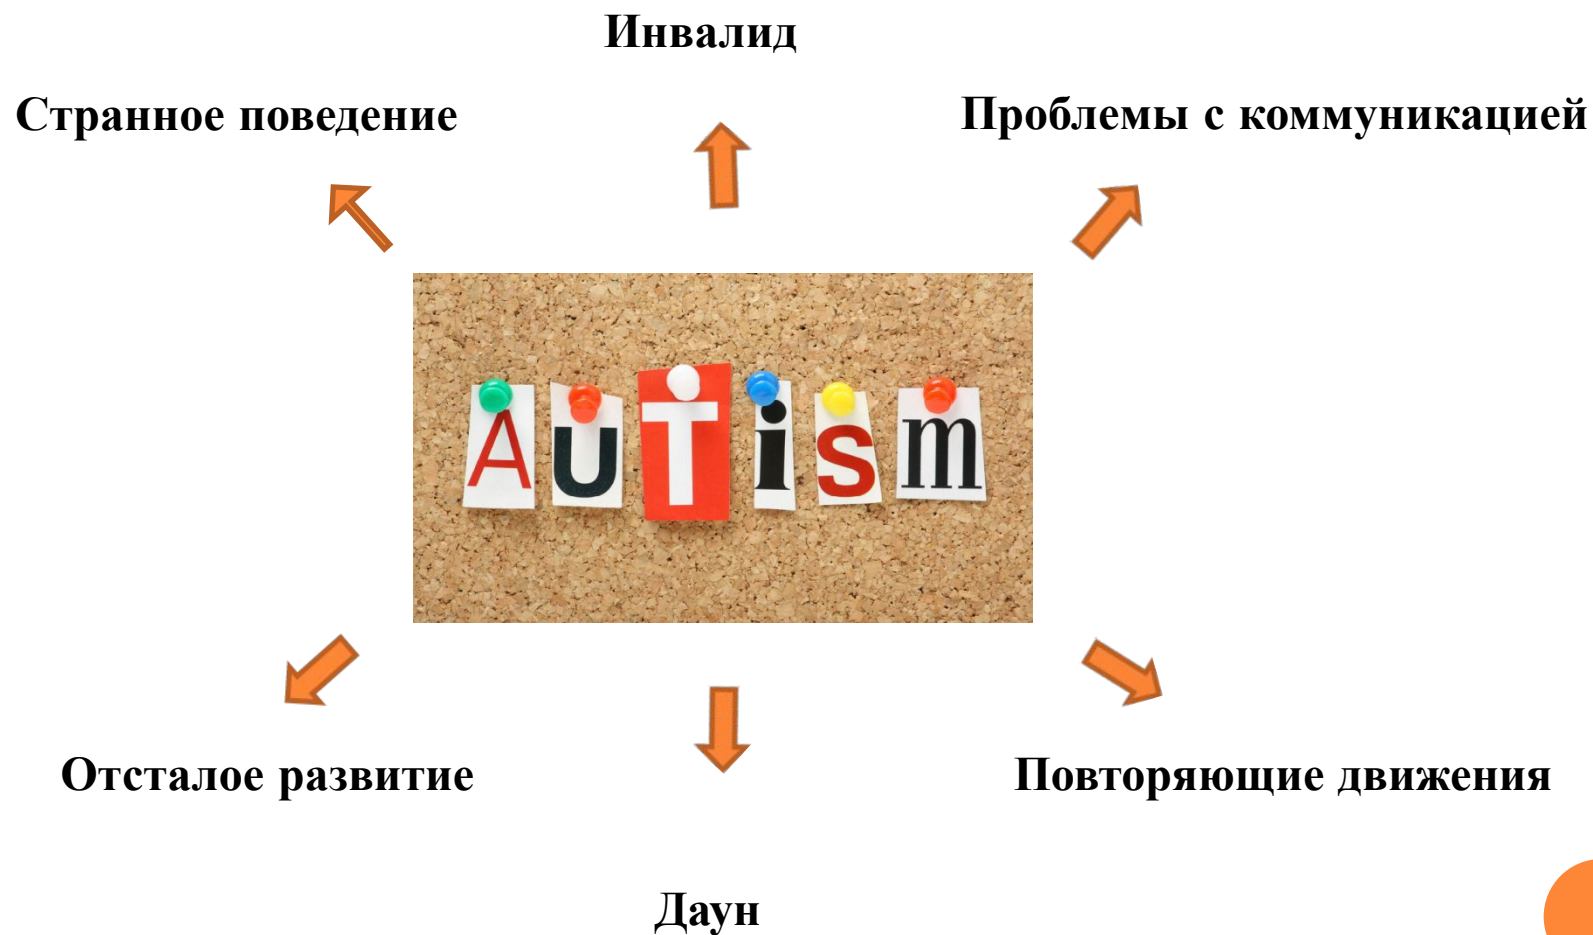 Инвалид
Странное поведение
Проблемы с коммуникацией
AuTism
Отсталое развитие
Повторяющие движения
Даун